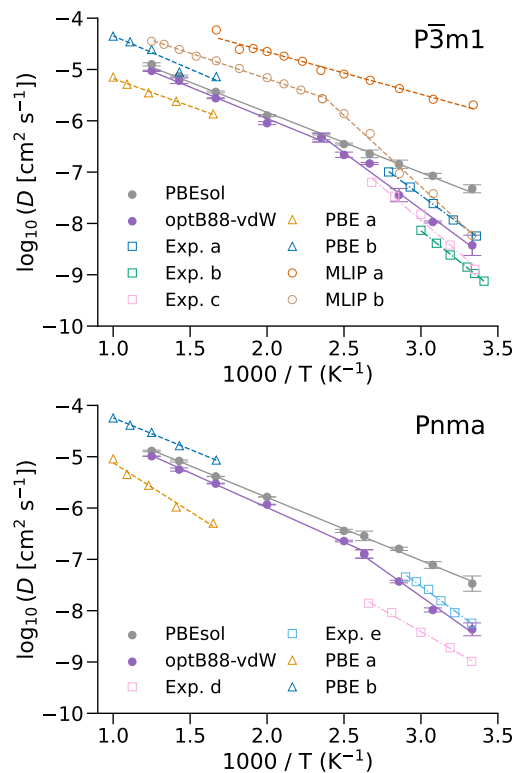 P3̅m1
−4
−5
−6
−7
−8
−9
−10
log₁₀(D [cm² s⁻¹])
PBEsol
optB88-vdW
Exp. a
Exp. b
Exp. c
PBE a
PBE b
MLIP a
MLIP b
1.0 1.5 2.0 2.5 3.0 3.5
1000 / T (K⁻¹)
Pnma
−4
−5
−6
−7
−8
−9
−10
log₁₀(D [cm² s⁻¹])
PBEsol
optB88-vdW
Exp. d
Exp. e
PBE a
PBE b
1.0 1.5 2.0 2.5 3.0 3.5
1000 / T (K⁻¹)